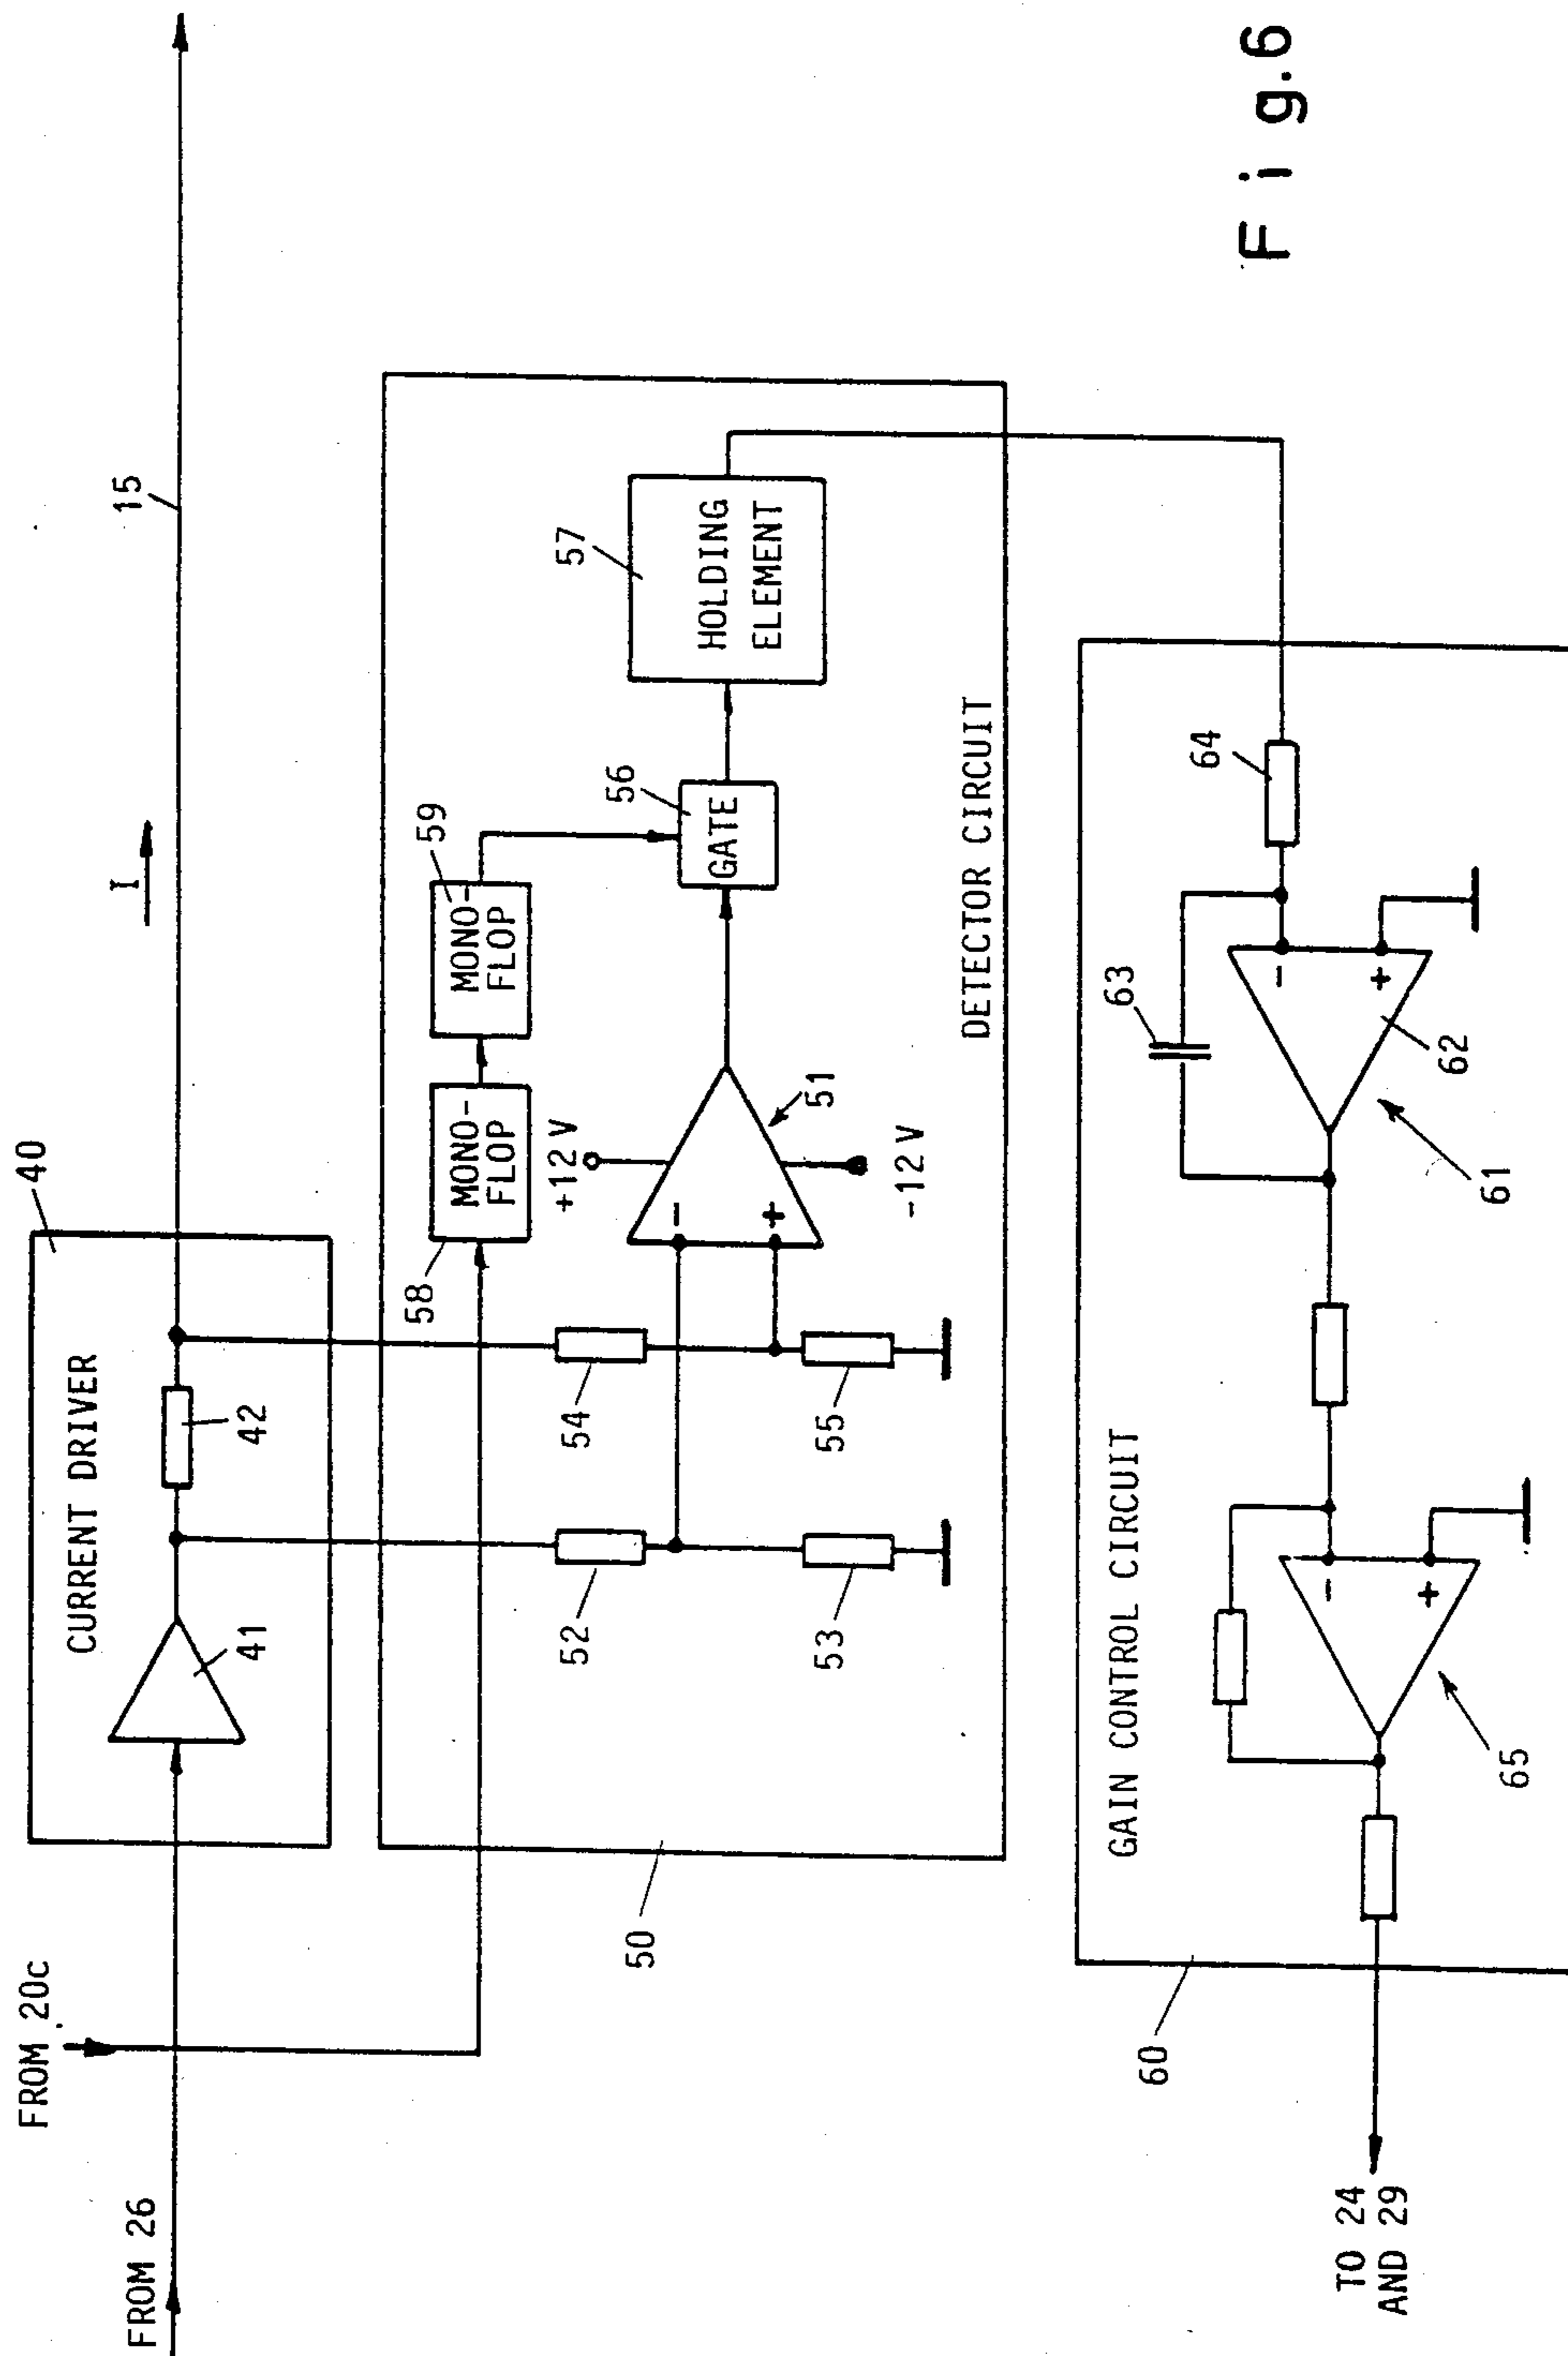 FROM 26
FROM 20c
40
CURRENT DRIVER
41
42
I
15
50
58
MONO-
FLOP
59
MONO-
FLOP
52
53
54
55
+12 V
-
+
-12 V
51
56
GATE
57
HOLDING
ELEMENT
DETECTOR CIRCUIT
60
GAIN CONTROL CIRCUIT
63
64
-
+
62
61
-
+
65
TO 24
AND 29
Fig.6